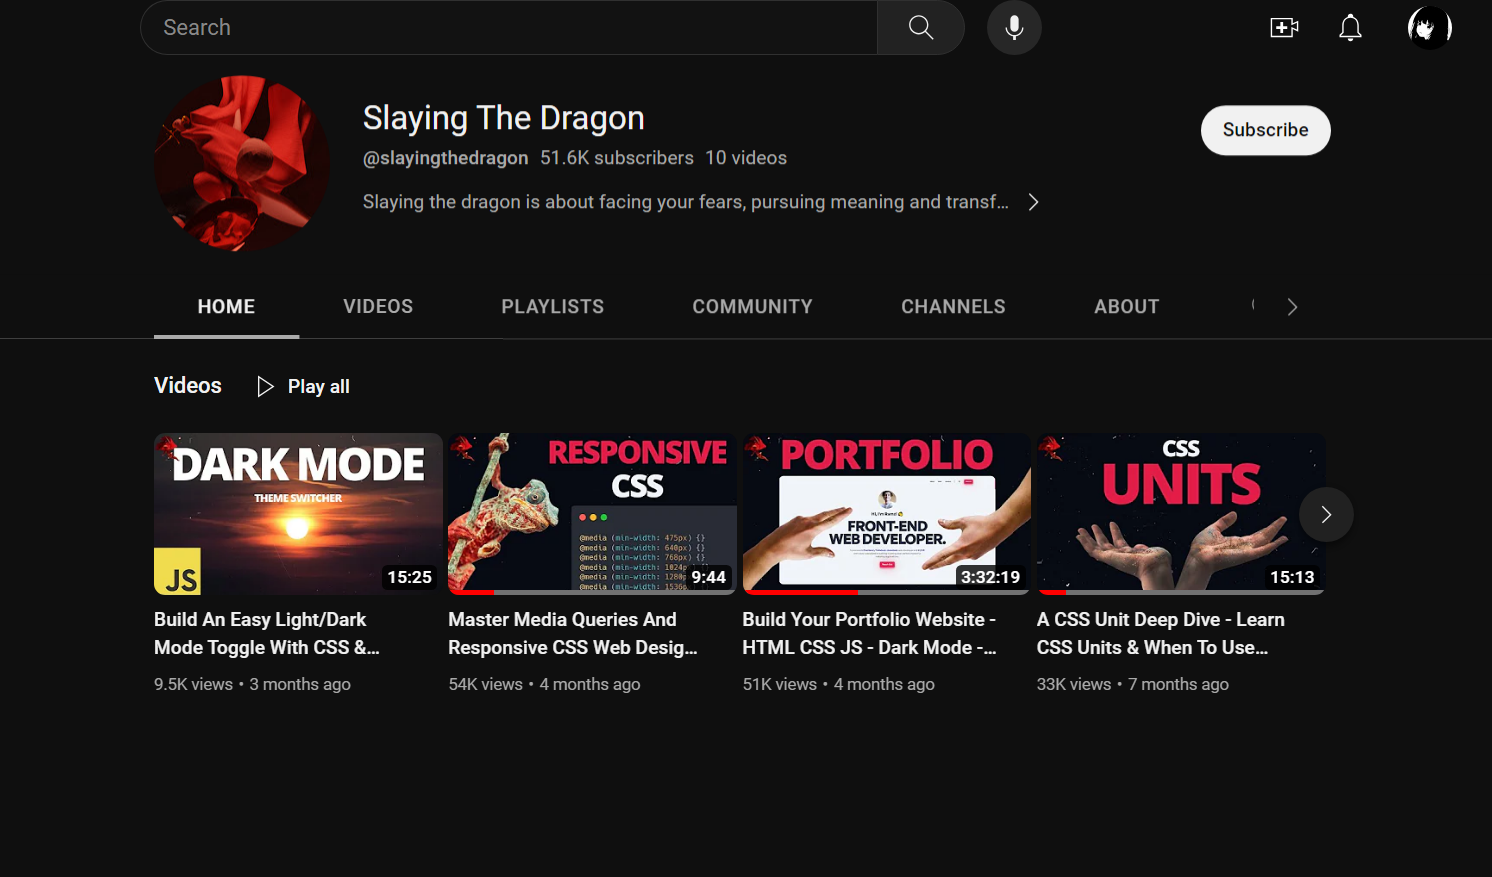 Search
Slaying The Dragon
@slayingthedragon 51.6K subscribers 10 videos
Slaying the dragon is about facing your fears, pursuing meaning and transf...
Subscribe
HOME VIDEOS PLAYLISTS COMMUNITY CHANNELS ABOUT
Videos Play all
DARK MODE
THEME SWITCHER
JS
15:25
RESPONSIVE
CSS
@media (min-width: 475px) {}
@media (min-width: 640px) {}
@media (min-width: 768px) {}
@media (min-width: 1024p
@media (min-width: 1280p
@media (min-width: 1536p
9:44
PORTFOLIO
FRONT-END
WEB DEVELOPER.
3:32:19
CSS
UNITS
15:13
Build An Easy Light/Dark
Mode Toggle With CSS &...
9.5K views • 3 months ago
Master Media Queries And
Responsive CSS Web Desig...
54K views • 4 months ago
Build Your Portfolio Website -
HTML CSS JS - Dark Mode -...
51K views • 4 months ago
A CSS Unit Deep Dive - Learn
CSS Units & When To Use...
33K views • 7 months ago